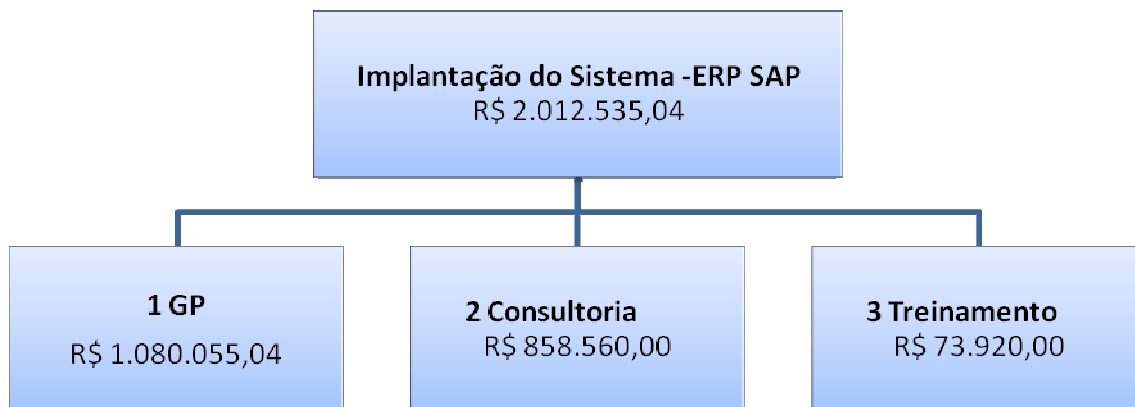 Implantação do Sistema -ERP SAP
R$ 2.012.535,04
1 GP
R$ 1.080.055,04
2 Consultoria
R$ 858.560,00
3 Treinamento
R$ 73.920,00